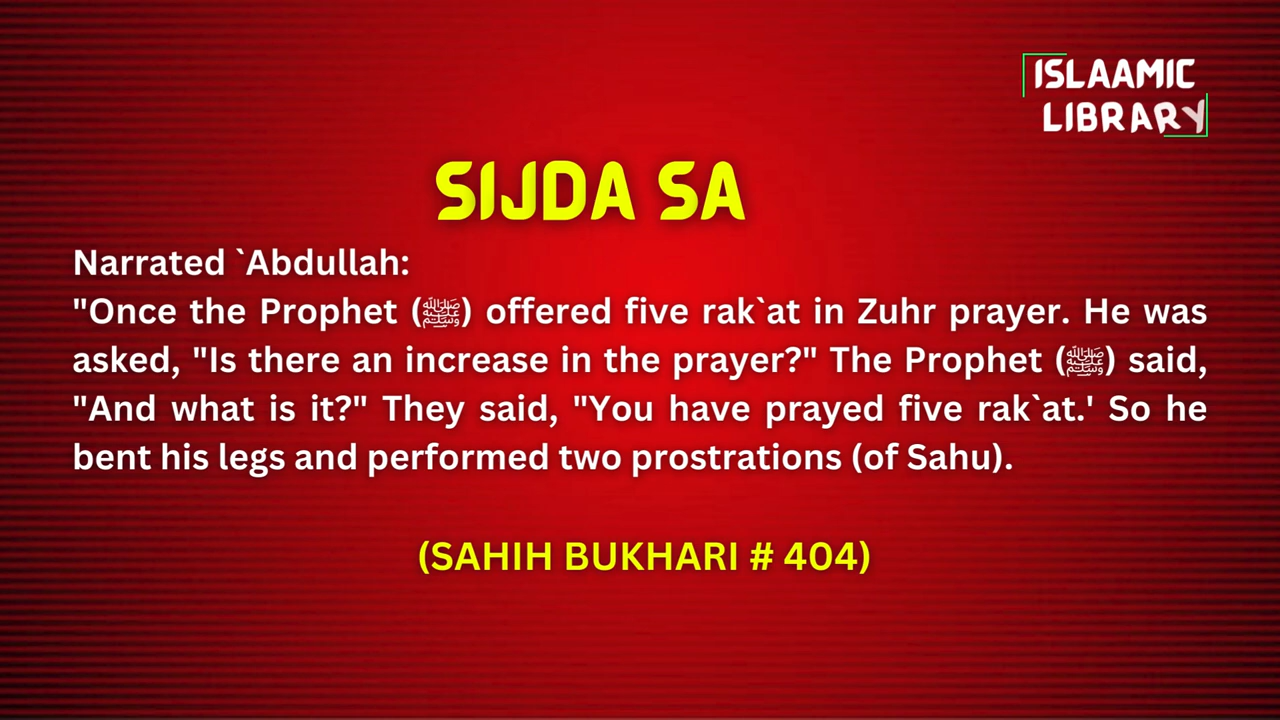 ISLAAMIC
LIBRARY
SIJDA SA
Narrated `Abdullah:
"Once the Prophet (ﷺ) offered five rak`at in Zuhr prayer. He was
asked, "Is there an increase in the prayer?" The Prophet (ﷺ) said,
"And what is it?" They said, "You have prayed five rak`at.' So he
bent his legs and performed two prostrations (of Sahu).
(SAHIH BUKHARI # 404)